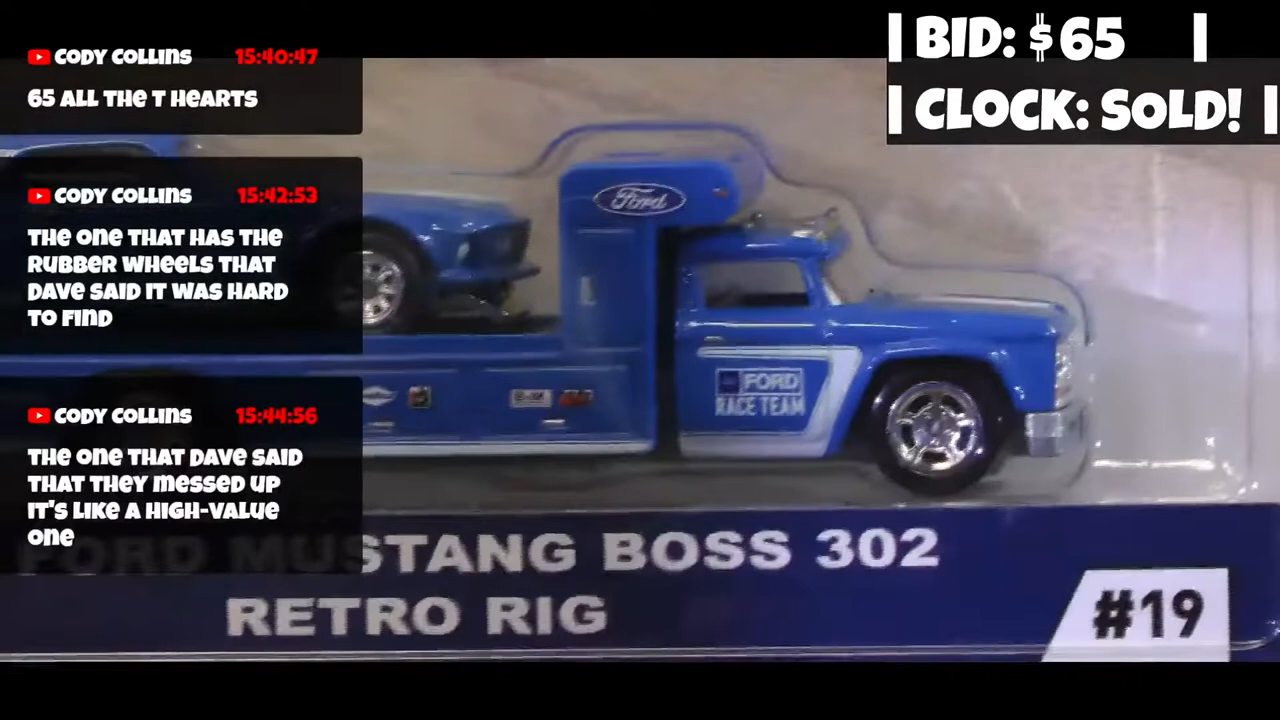 CODY COLLINS 15:40:47
65 ALL THE T HEARTS
CODY COLLINS 15:42:53
THE ONE THAT HAS THE
RUBBER WHEELS THAT
DAVE SAID IT WAS HARD
TO FIND
CODY COLLINS 15:44:56
THE ONE THAT DAVE SAID
THAT THEY MESSED UP
IT'S LIKE A HIGH-VALUE
ONE
| BID: $65 |
| CLOCK: SOLD! |
Ford
FORD
RACE TEAM
FORD MUSTANG BOSS 302
RETRO RIG
#19